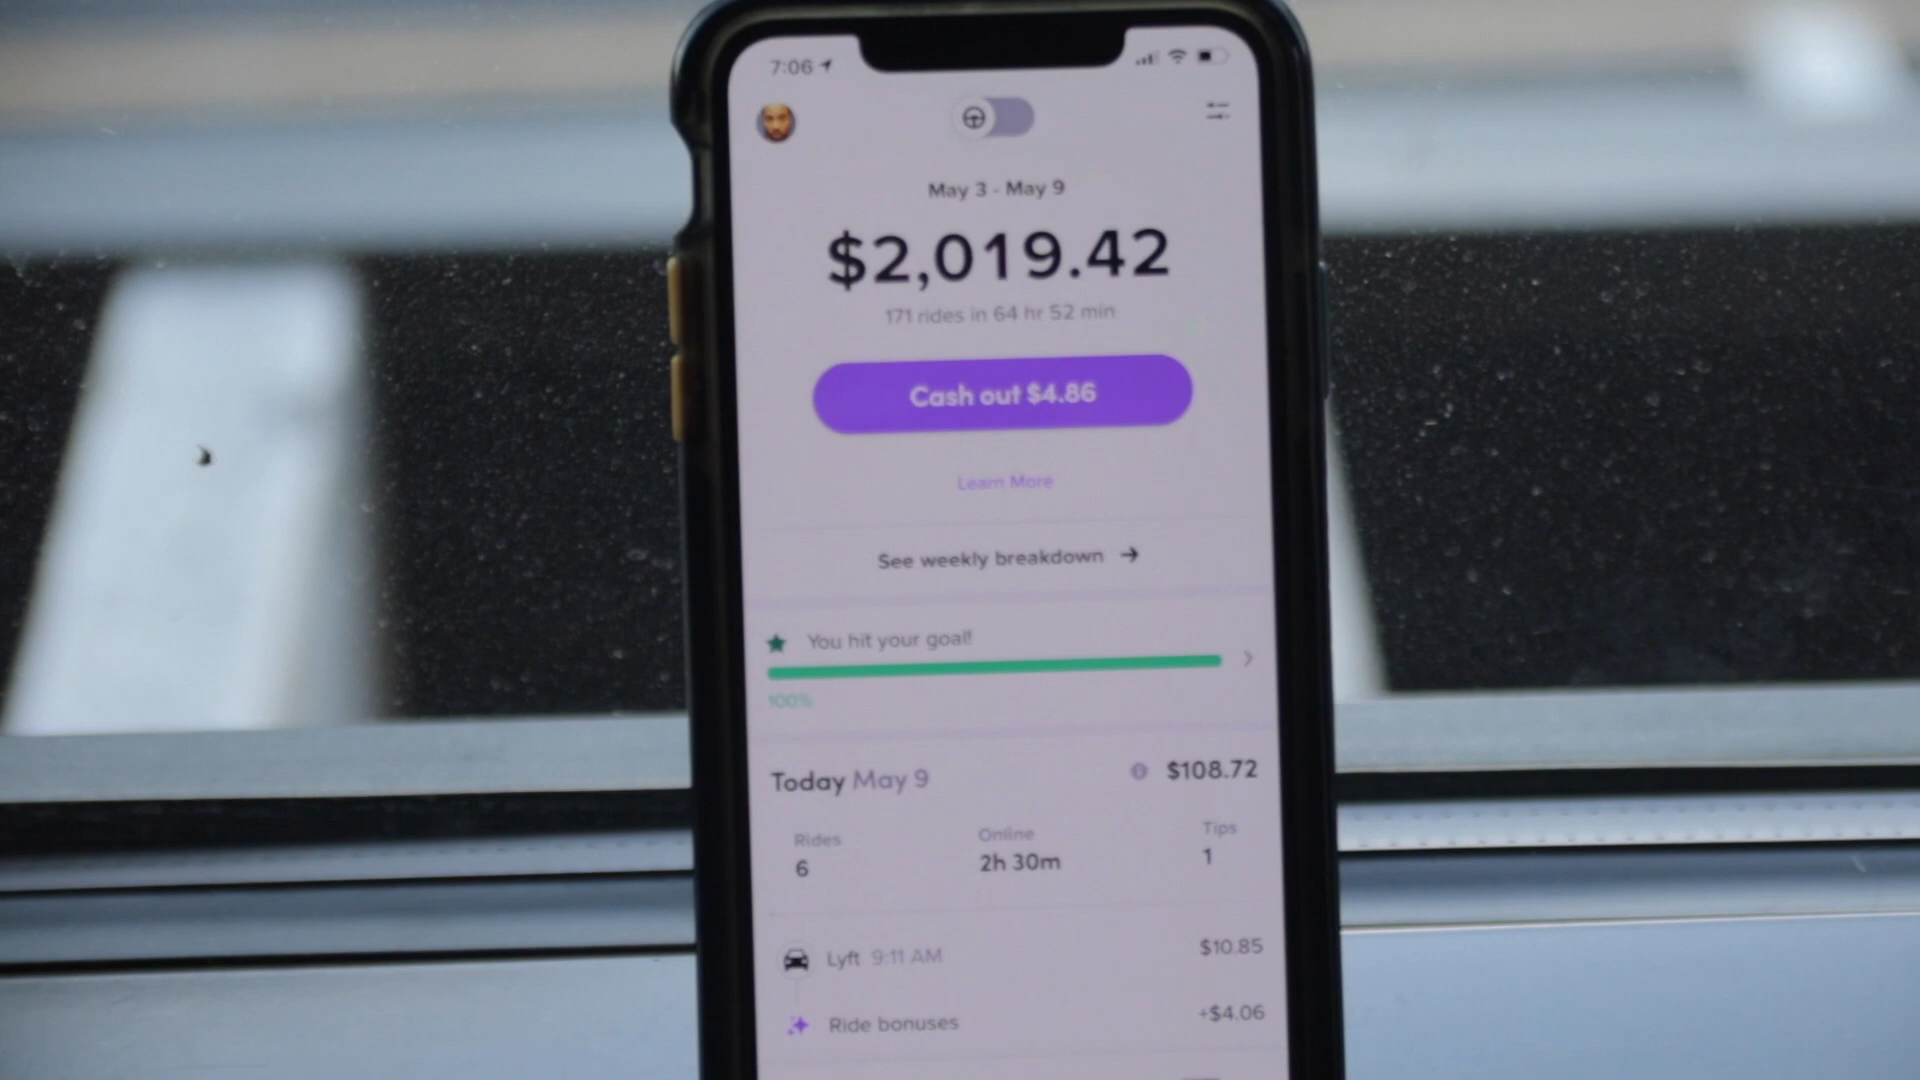 7:06
May 3 - May 9
$2,019.42
171 rides in 64 hr 52 min
Cash out $4.86
Learn More
See weekly breakdown →
You hit your goal!
100%
Today May 9 $108.72
Rides Online Tips
6 2h 30m 1
Lyft 9:11 AM $10.85
Ride bonuses +$4.06